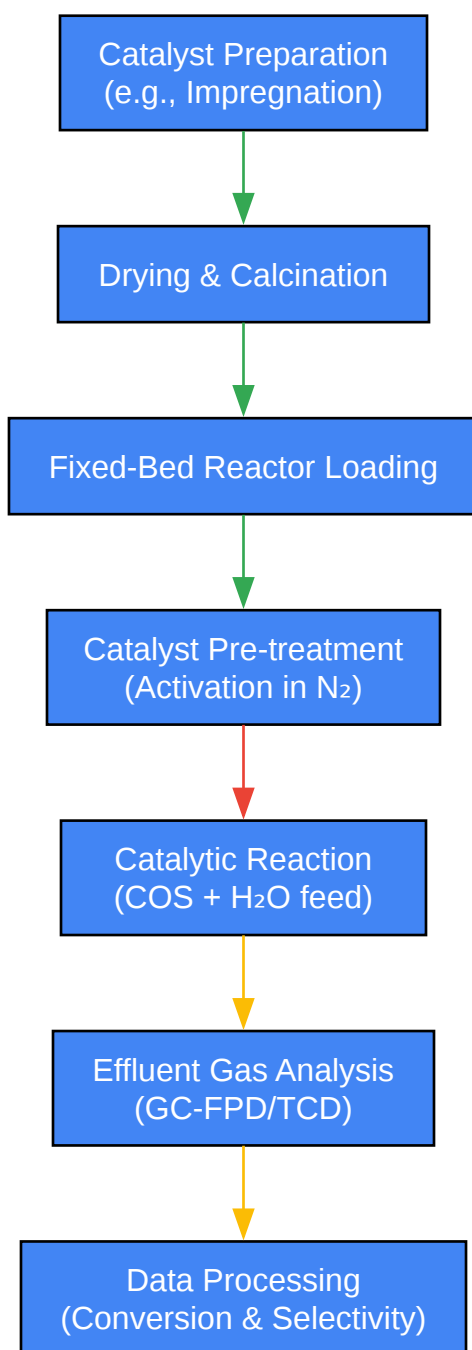 Catalyst Preparation
(e.g., Impregnation)
Drying & Calcination
Fixed-Bed Reactor Loading
Catalyst Pre-treatment
(Activation in N₂)
Catalytic Reaction
(COS + H₂O feed)
Effluent Gas Analysis
(GC-FPD/TCD)
Data Processing
(Conversion & Selectivity)